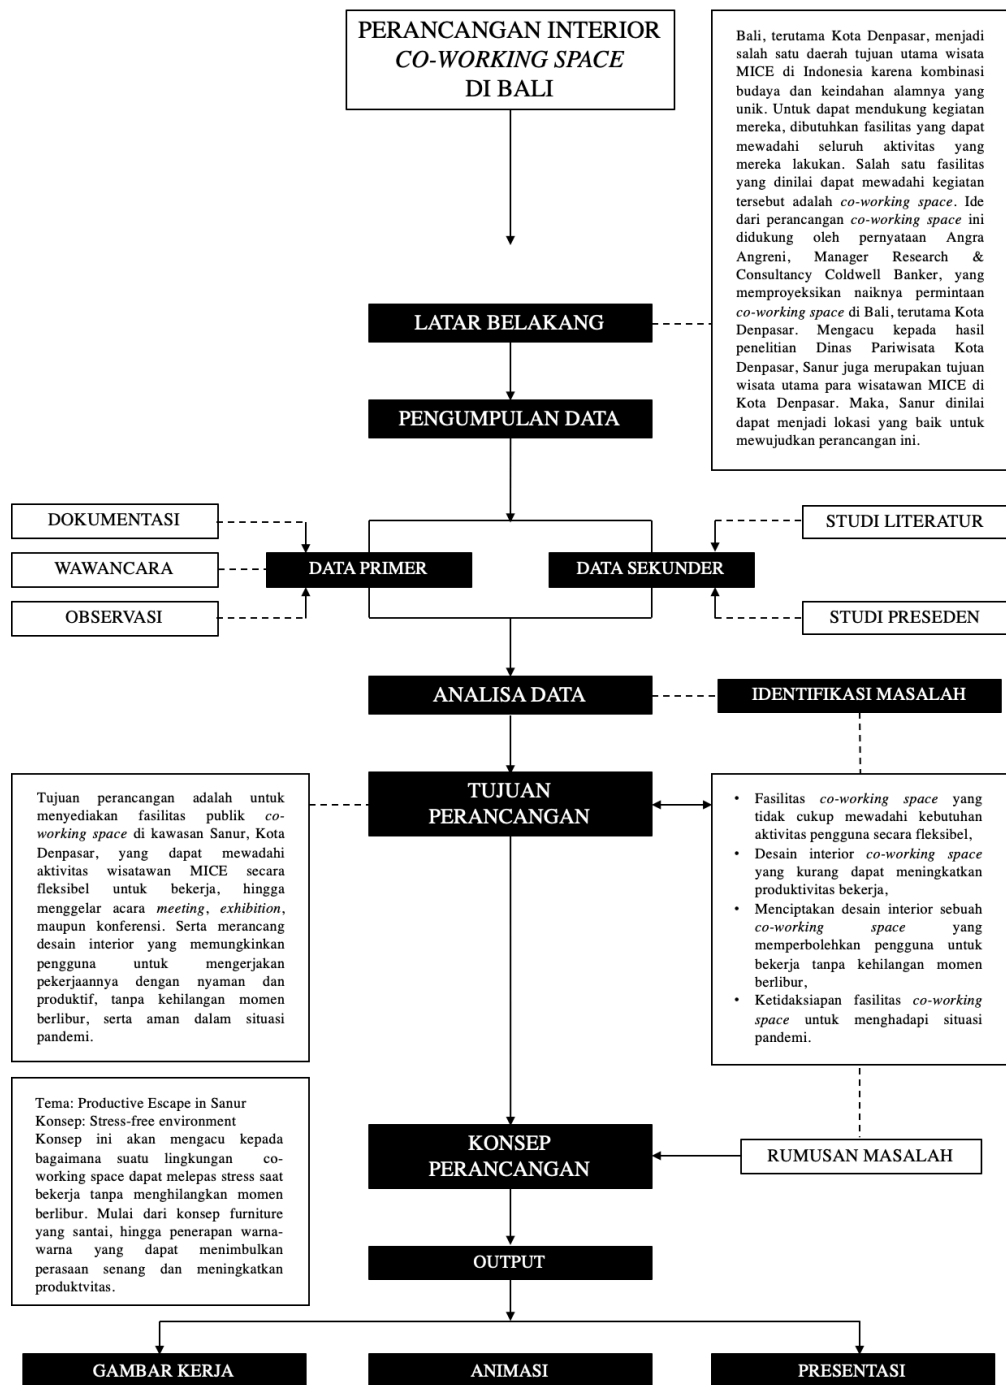 PERANCANGAN INTERIOR
CO-WORKING SPACE
DI BALI
Bali, terutama Kota Denpasar, menjadi
salah satu daerah tujuan utama wisata
MICE di Indonesia karena kombinasi
budaya dan keindahan alamnya yang
unik. Untuk dapat mendukung kegiatan
mereka, dibutuhkan fasilitas yang dapat
mewadahi seluruh aktivitas yang
mereka lakukan. Salah satu fasilitas
yang dinilai dapat mewadahi kegiatan
tersebut adalah co-working space. Ide
dari perancangan co-working space ini
didukung oleh pernyataan Angra
Angreni, Manager Research &
Consultancy Coldwell Banker, yang
memproyeksikan naiknya permintaan
co-working space di Bali, terutama Kota
Denpasar. Mengacu kepada hasil
penelitian Dinas Pariwisata Kota
Denpasar, Sanur juga merupakan tujuan
wisata utama para wisatawan MICE di
Kota Denpasar. Maka, Sanur dinilai
dapat menjadi lokasi yang baik untuk
mewujudkan perancangan ini.
LATAR BELAKANG
PENGUMPULAN DATA
DOKUMENTASI
WAWANCARA
OBSERVASI
DATA PRIMER
DATA SEKUNDER
STUDI LITERATUR
STUDI PRESEDEN
ANALISA DATA
IDENTIFIKASI MASALAH
TUJUAN
PERANCANGAN
Tujuan perancangan adalah untuk
menyediakan fasilitas publik co-
working space di kawasan Sanur, Kota
Denpasar, yang dapat mewadahi
aktivitas wisatawan MICE secara
fleksibel untuk bekerja, hingga
menggelar acara meeting, exhibition,
maupun konferensi. Serta merancang
desain interior yang memungkinkan
pengguna untuk mengerjakan
pekerjaannya dengan nyaman dan
produktif, tanpa kehilangan momen
berlibur, serta aman dalam situasi
pandemi.
• Fasilitas co-working space yang
tidak cukup mewadahi kebutuhan
aktivitas pengguna secara fleksibel,
• Desain interior co-working space
yang kurang dapat meningkatkan
produktivitas bekerja,
• Menciptakan desain interior sebuah
co-working space yang
memperbolehkan pengguna untuk
bekerja tanpa kehilangan momen
berlibur,
• Ketidaksiapan fasilitas co-working
space untuk menghadapi situasi
pandemi.
Tema: Productive Escape in Sanur
Konsep: Stress-free environment
Konsep ini akan mengacu kepada
bagaimana suatu lingkungan co-
working space dapat melepas stress saat
bekerja tanpa menghilangkan momen
berlibur. Mulai dari konsep furniture
yang santai, hingga penerapan warna-
warna yang dapat menimbulkan
perasaan senang dan meningkatkan
produktvitas.
KONSEP
PERANCANGAN
RUMUSAN MASALAH
OUTPUT
GAMBAR KERJA
ANIMASI
PRESENTASI